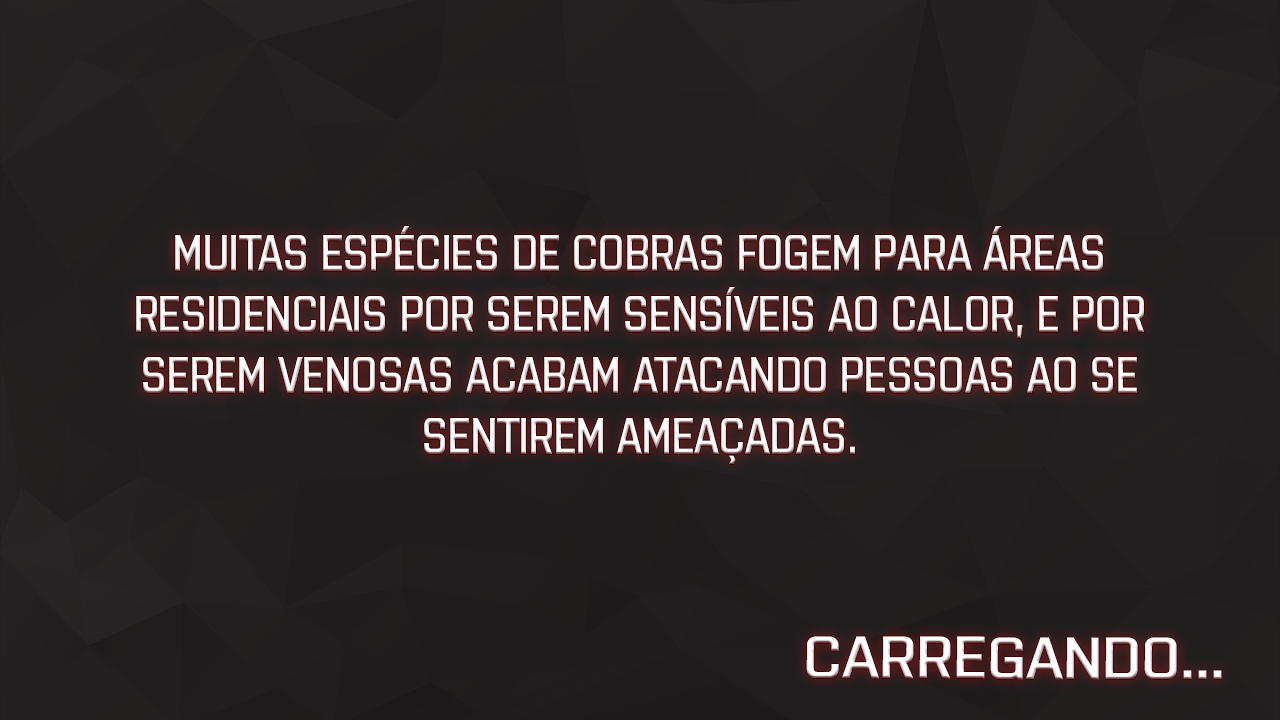 MUITAS ESPÉCIES DE COBRAS FOGEM PARA ÁREAS
RESIDENCIAIS POR SEREM SENSÍVEIS AO CALOR, E POR
SEREM VENOSAS ACABAM ATACANDO PESSOAS AO SE
SENTIREM AMEAÇADAS.
CARREGANDO...